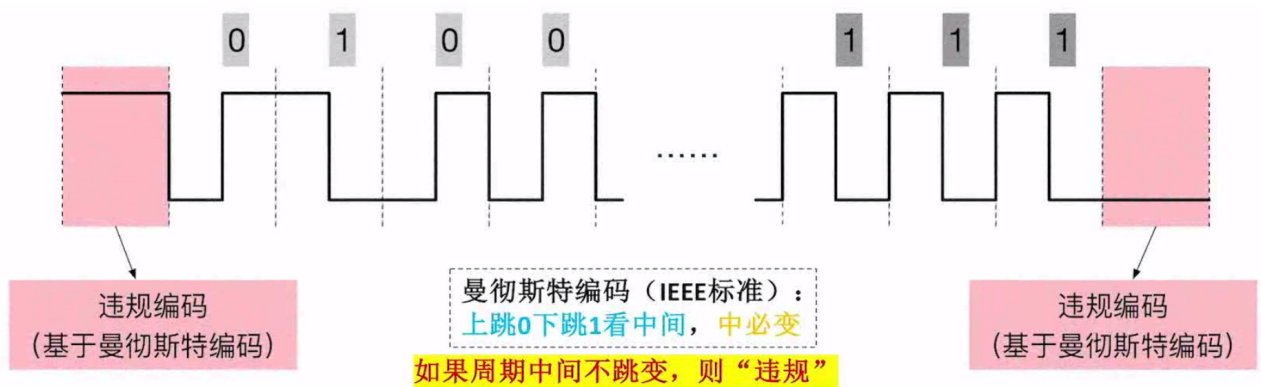 0 1 0 0 1 1 1
……
违规编码
(基于曼彻斯特编码)
曼彻斯特编码（IEEE标准）：
上跳0下跳1看中间，中必变
如果周期中间不跳变，则“违规”
违规编码
(基于曼彻斯特编码)